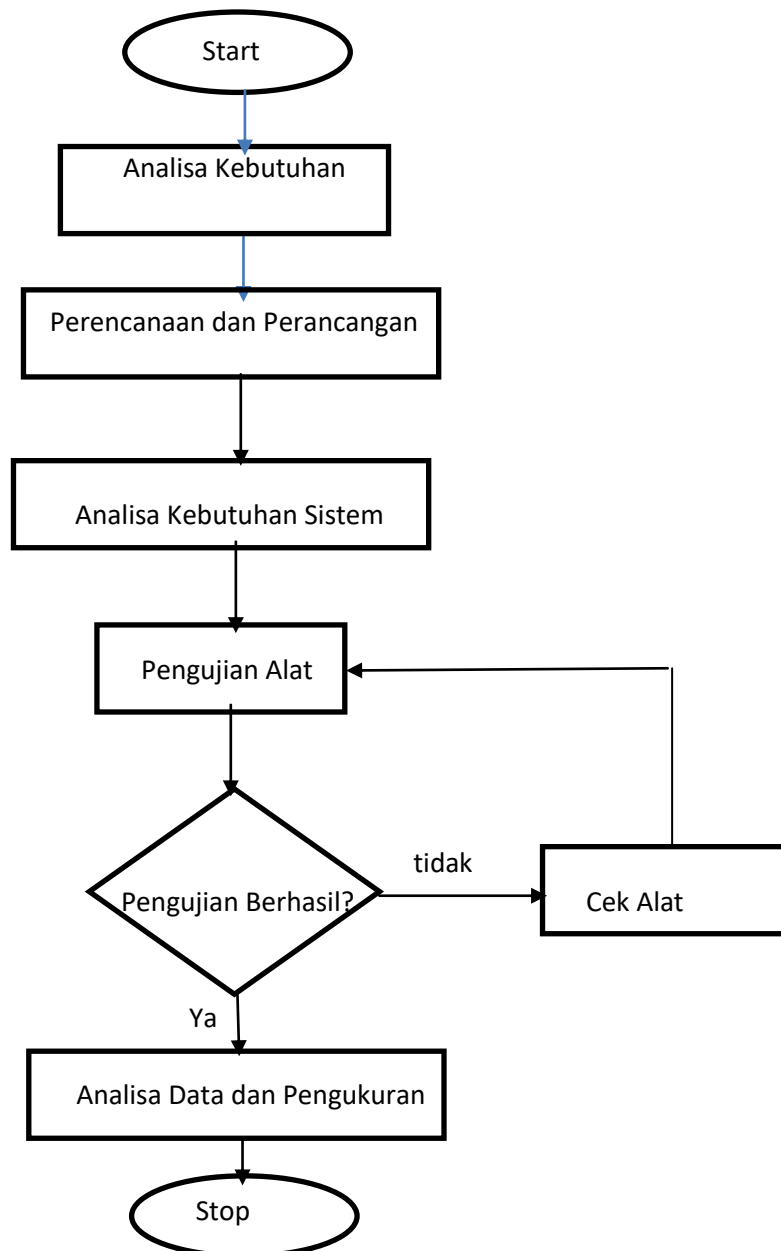 Start
Analisa Kebutuhan
Perencanaan dan Perancangan
Analisa Kebutuhan Sistem
Pengujian Alat
tidak
Pengujian Berhasil?
Cek Alat
Ya
Analisa Data dan Pengukuran
Stop